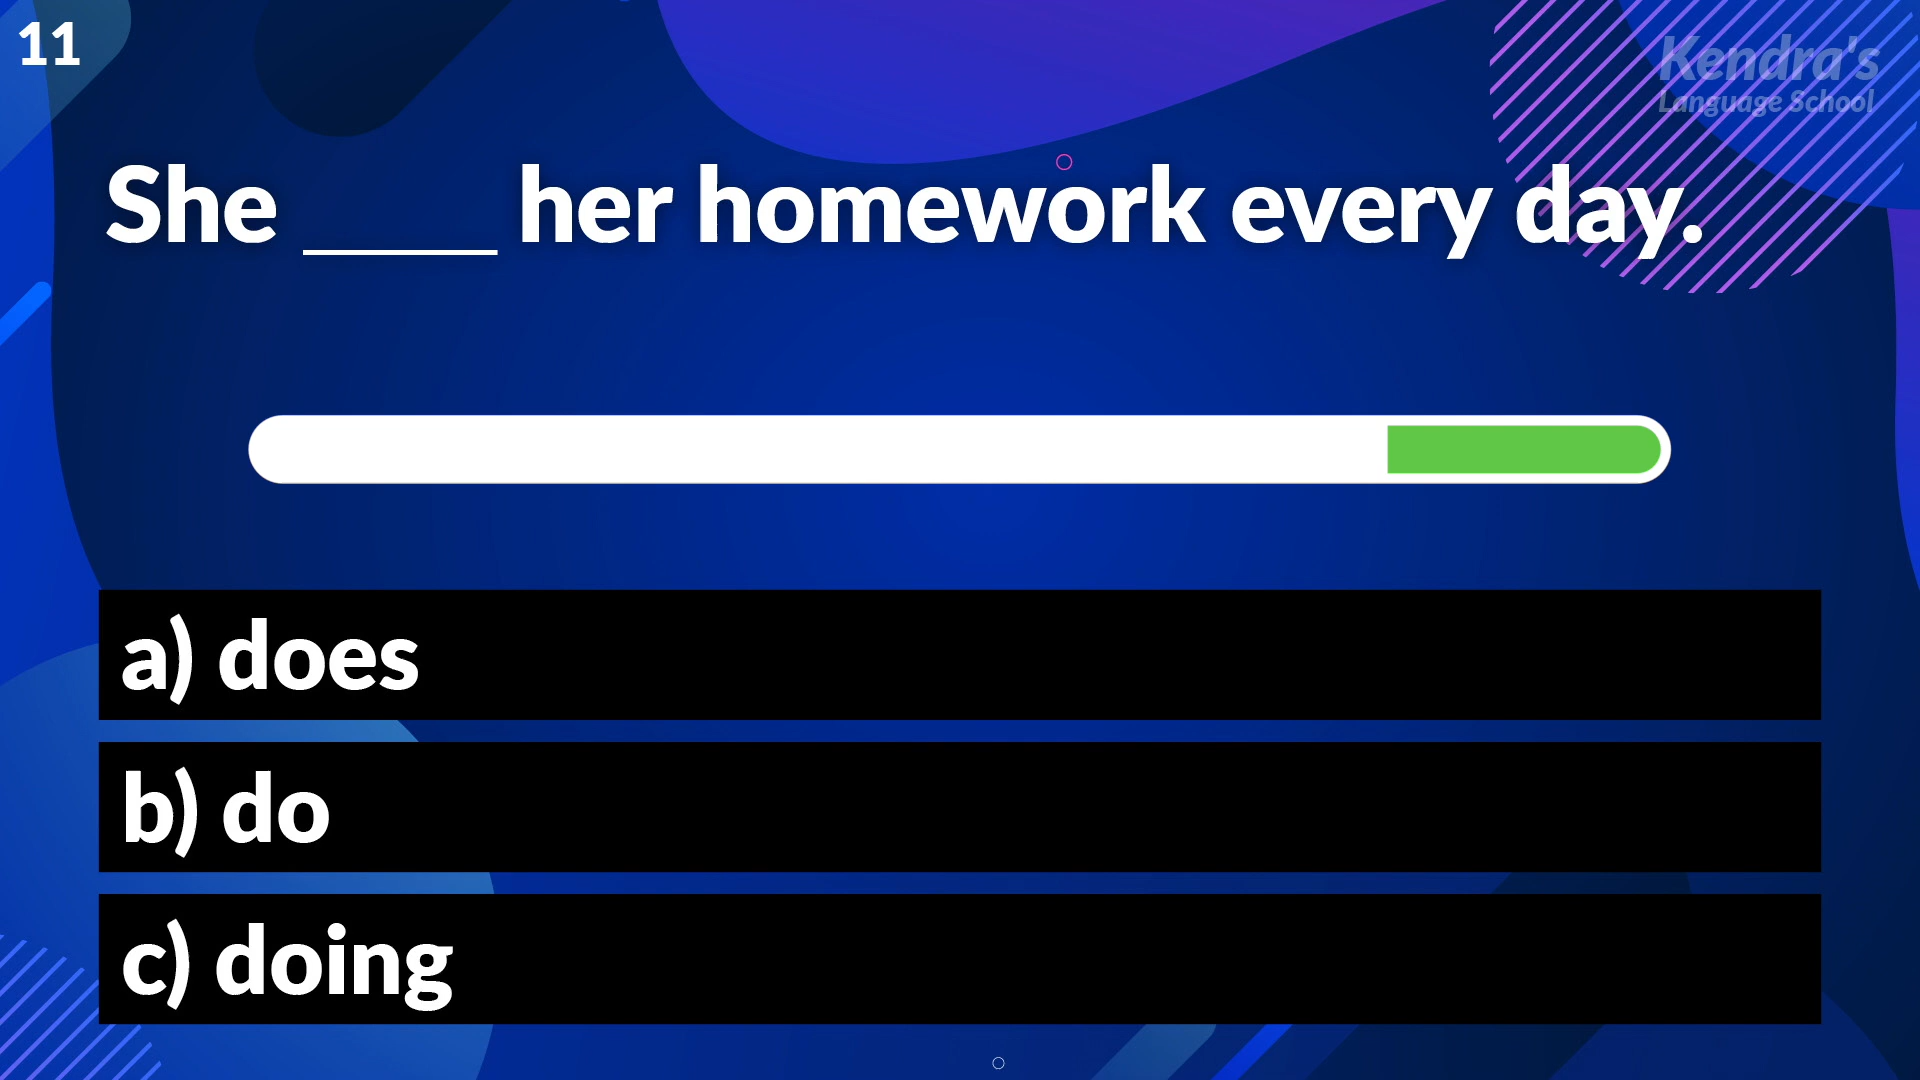 11
Kendra's
Language School
She ____ her homework every day.
a) does
b) do
c) doing